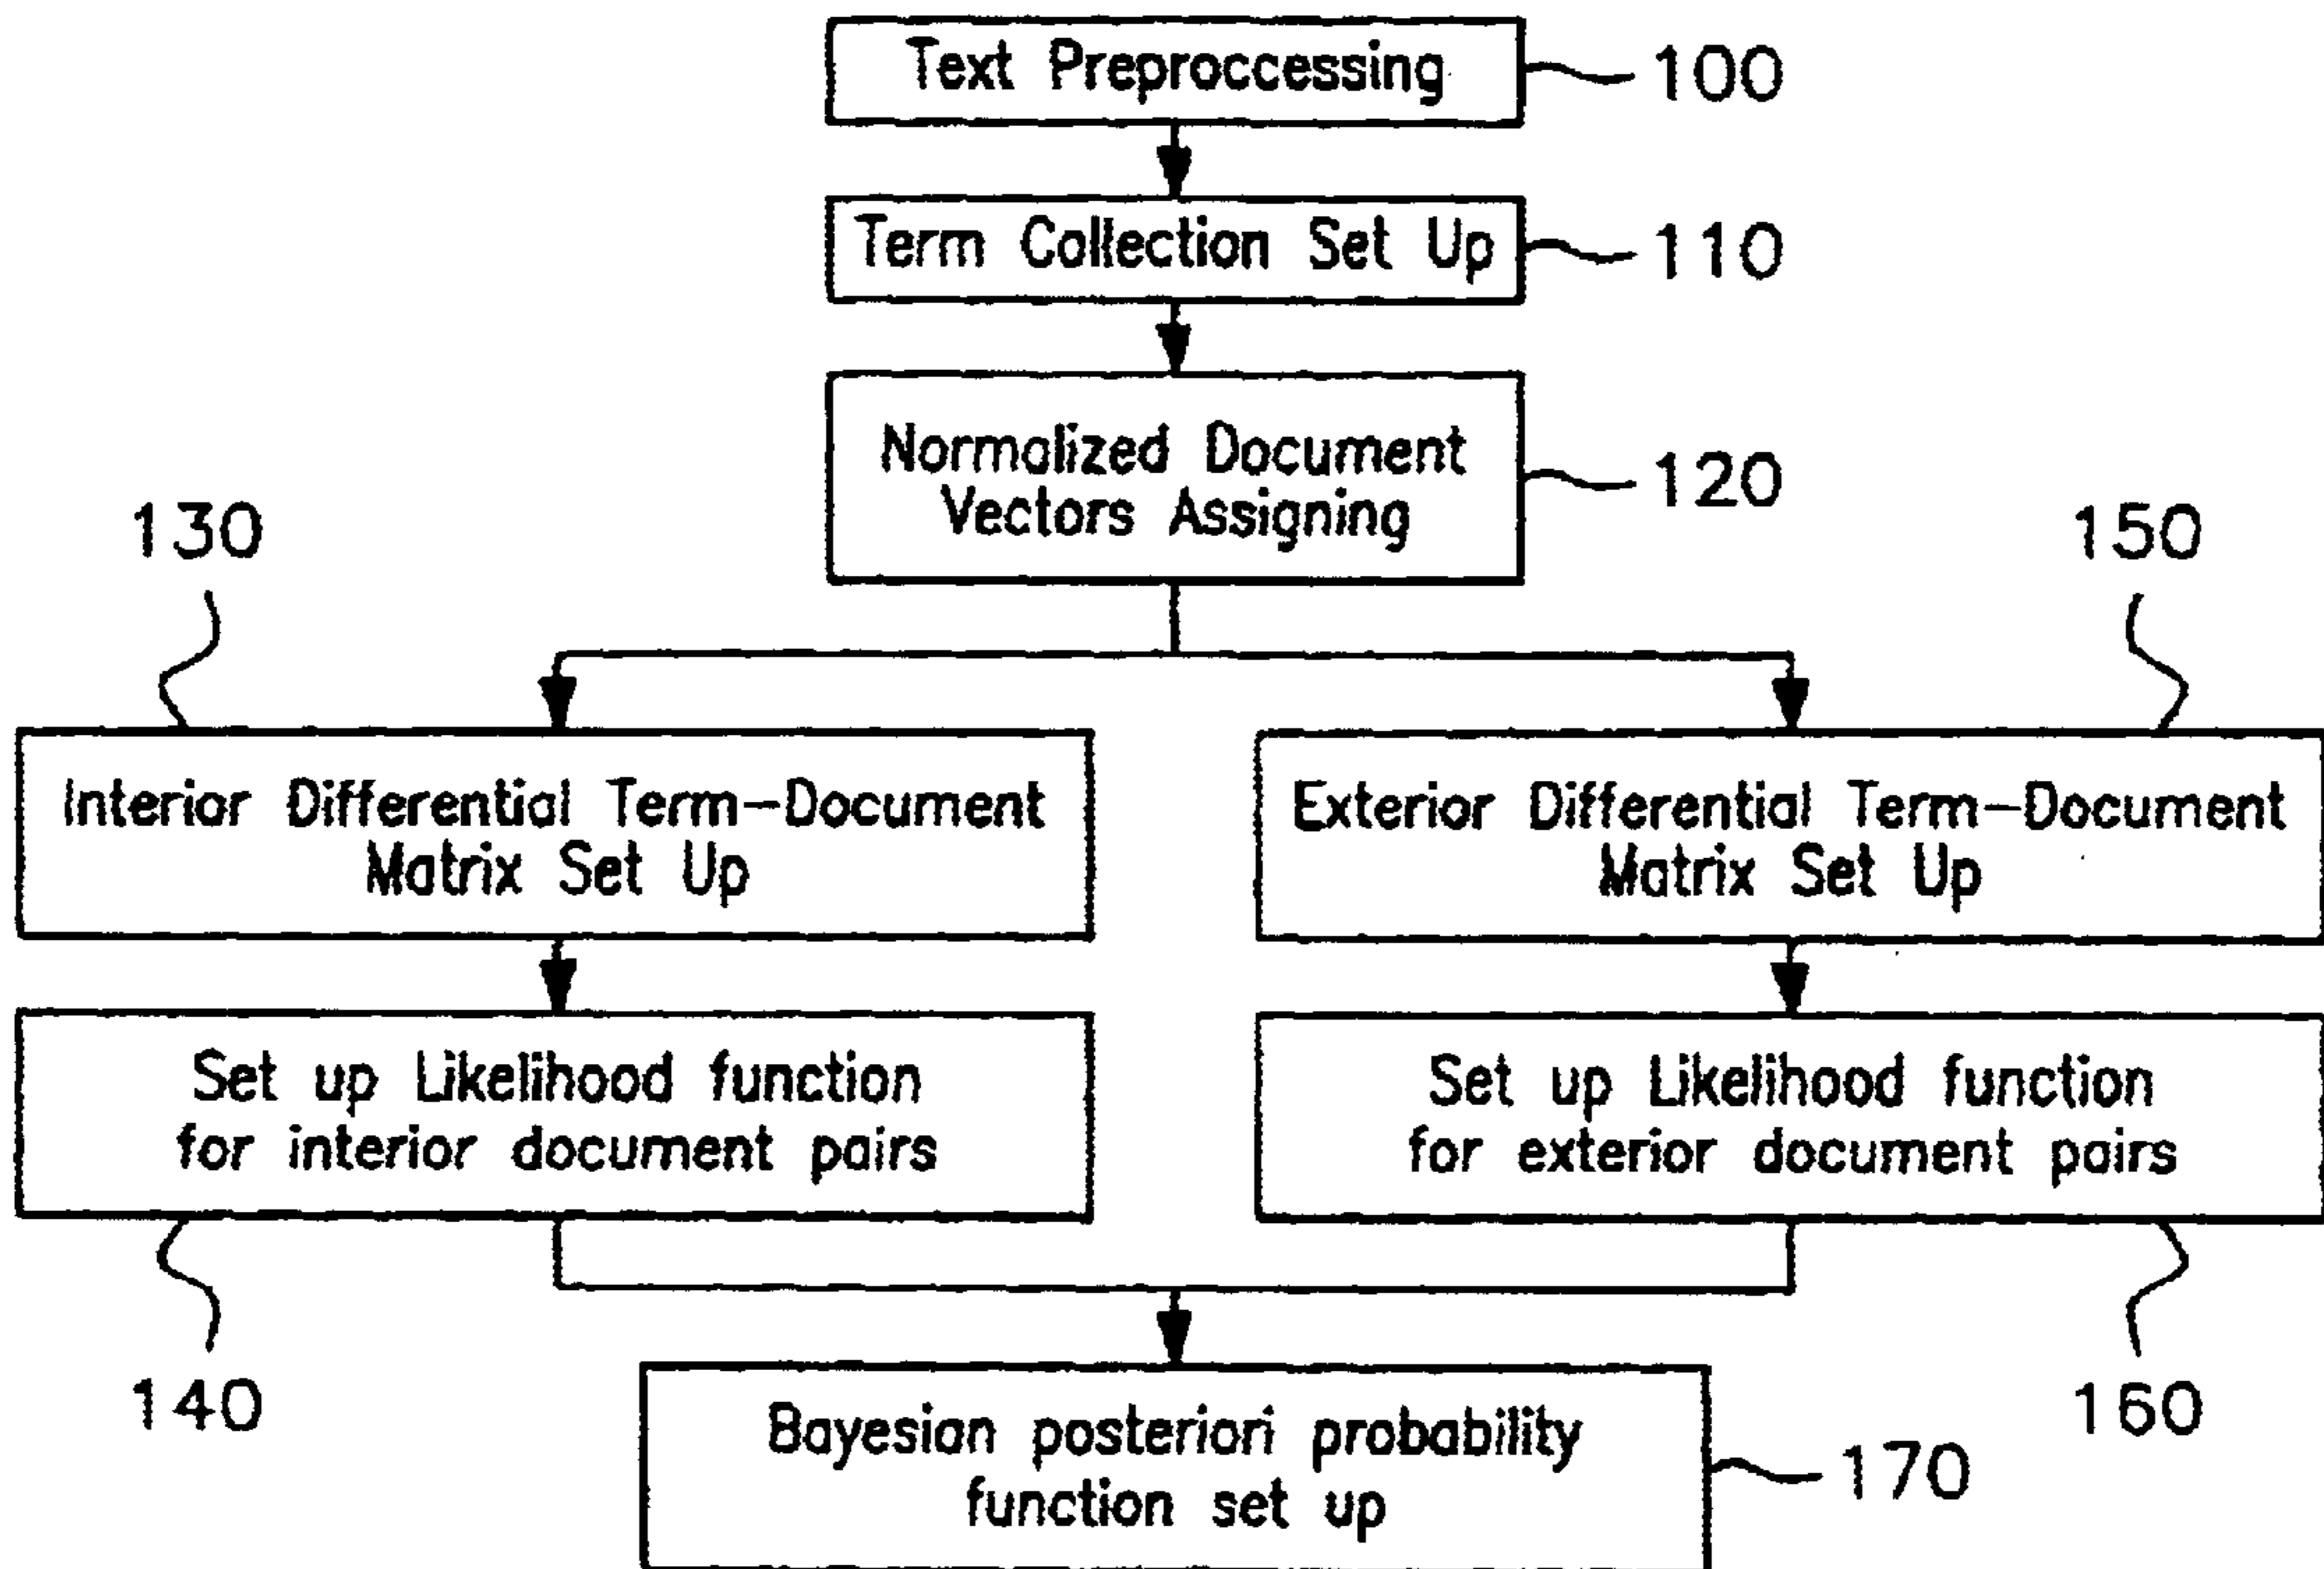 Text Preproccessing
100
Term Collection Set Up
110
Normalized Document
Vectors Assigning
120
130
150
Interior Differential Term-Document
Matrix Set Up
Exterior Differential Term-Document
Matrix Set Up
Set up Likelihood function
for interior document pairs
Set up Likelihood function
for exterior document pairs
140
160
Bayesian posteriori probability
function set up
170